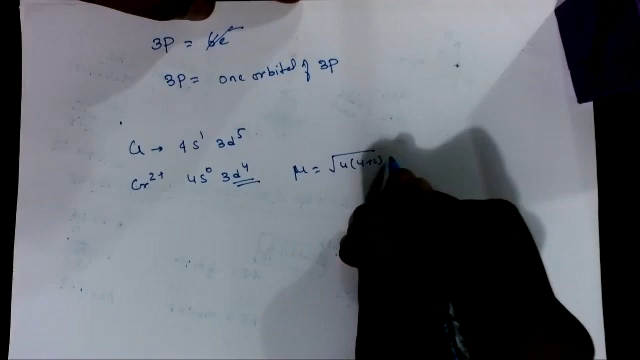 3P = 6e
3P = one orbital of 3P
Cr → 4s¹ 3d⁵
Cr²⁺ 4s⁰ 3d⁴ μ = √4(4+2)